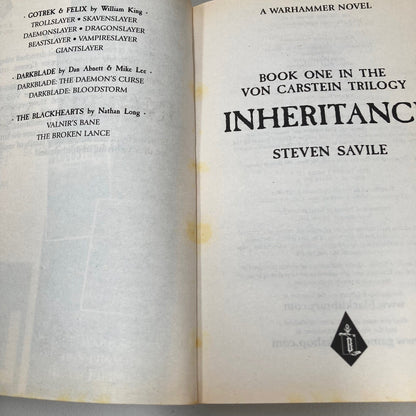 · GOTREK & FELIX by William King ·
TROLLSLAYER · SKAVENSLAYER
DAEMONSLAYER · DRAGONSLAYER
BEASTSLAYER · VAMPIRESLAYER
GIANTSLAYER
· DARKBLADE by Dan Abnett & Mike Lee ·
DARKBLADE: THE DAEMON'S CURSE
DARKBLADE: BLOODSTORM
· THE BLACKHEARTS by Nathan Long ·
VALNIR'S BANE
THE BROKEN LANCE
A WARHAMMER NOVEL
BOOK ONE IN THE
VON CARSTEIN TRILOGY
INHERITANC
STEVEN SAVILE